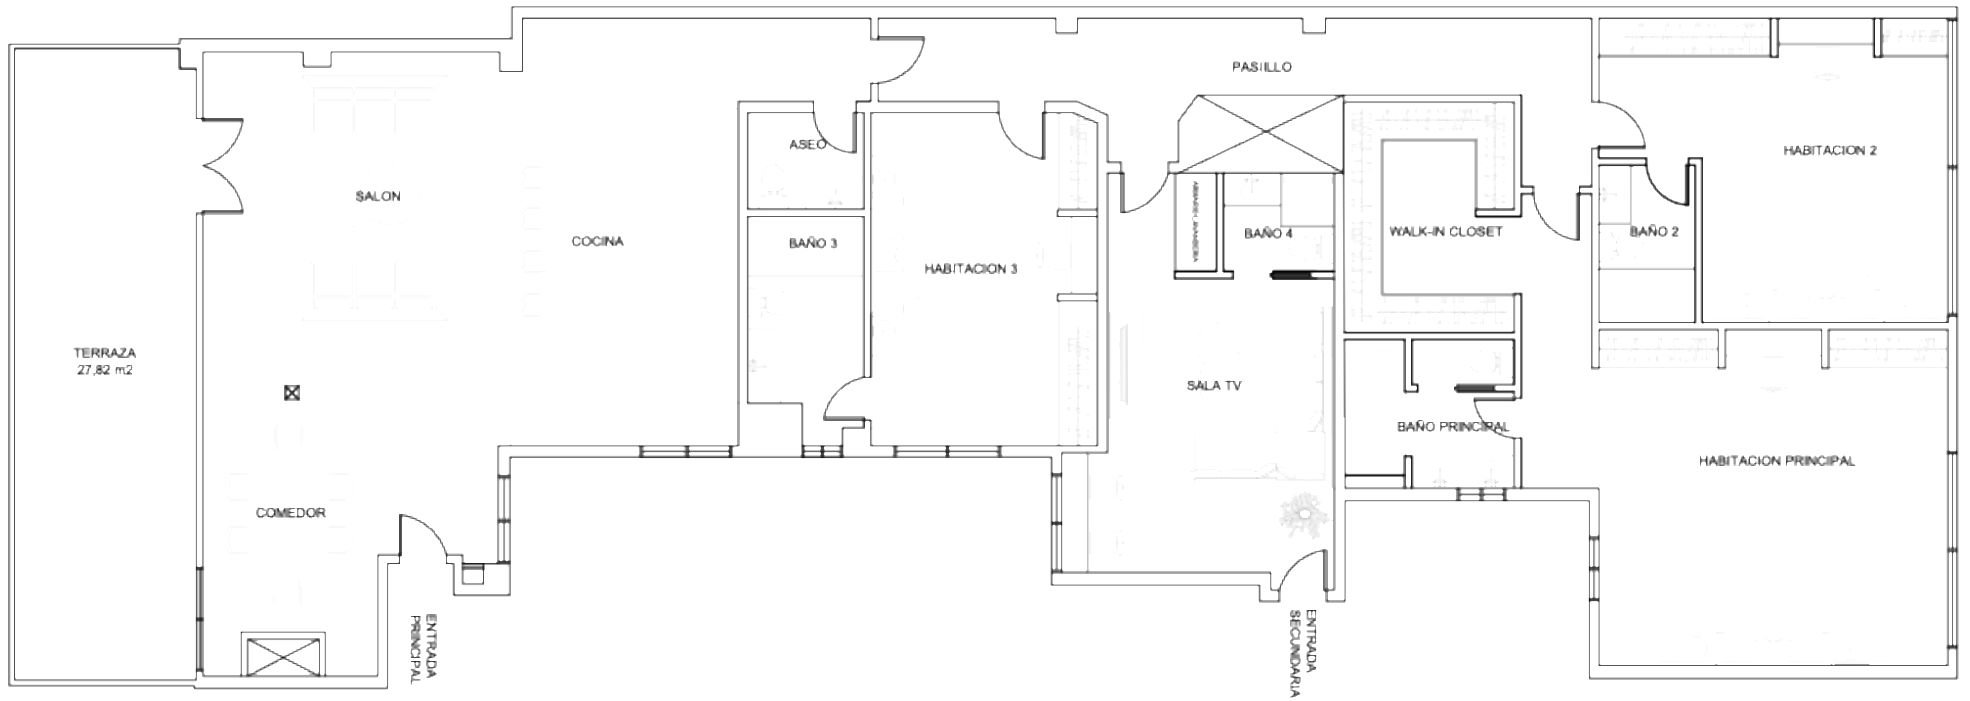 PASILLO
ASEO
HABITACION 2
SALON
COCINA
BAÑO 3
BAÑO 4
WALK-IN CLOSET
BAÑO 2
HABITACION 3
TERRAZA
27,82 m2
SALA TV
BAÑO PRINCIPAL
HABITACION PRINCIPAL
COMEDOR
ENTRADA
PRINCIPAL
ENTRADA
SECUNDARIA